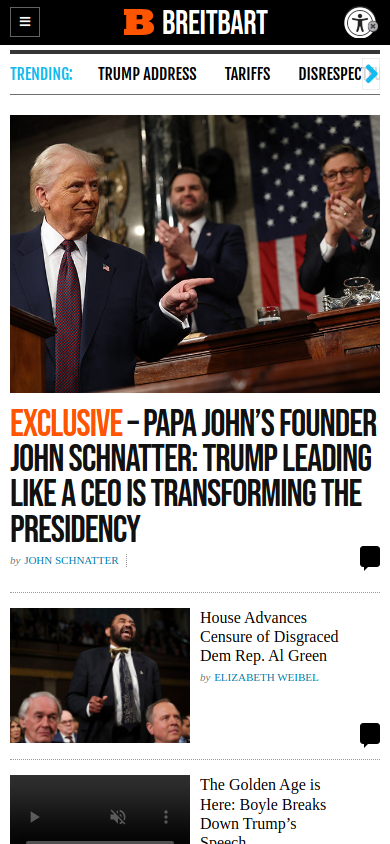 B BREITBART
TRENDING:
TRUMP ADDRESS
TARIFFS
DISRESPEC
EXCLUSIVE – PAPA JOHN'S FOUNDER
JOHN SCHNATTER: TRUMP LEADING
LIKE A CEO IS TRANSFORMING THE
PRESIDENCY
by JOHN SCHNATTER
House Advances
Censure of Disgraced
Dem Rep. Al Green
by ELIZABETH WEIBEL
The Golden Age is
Here: Boyle Breaks
Down Trump's
Speech